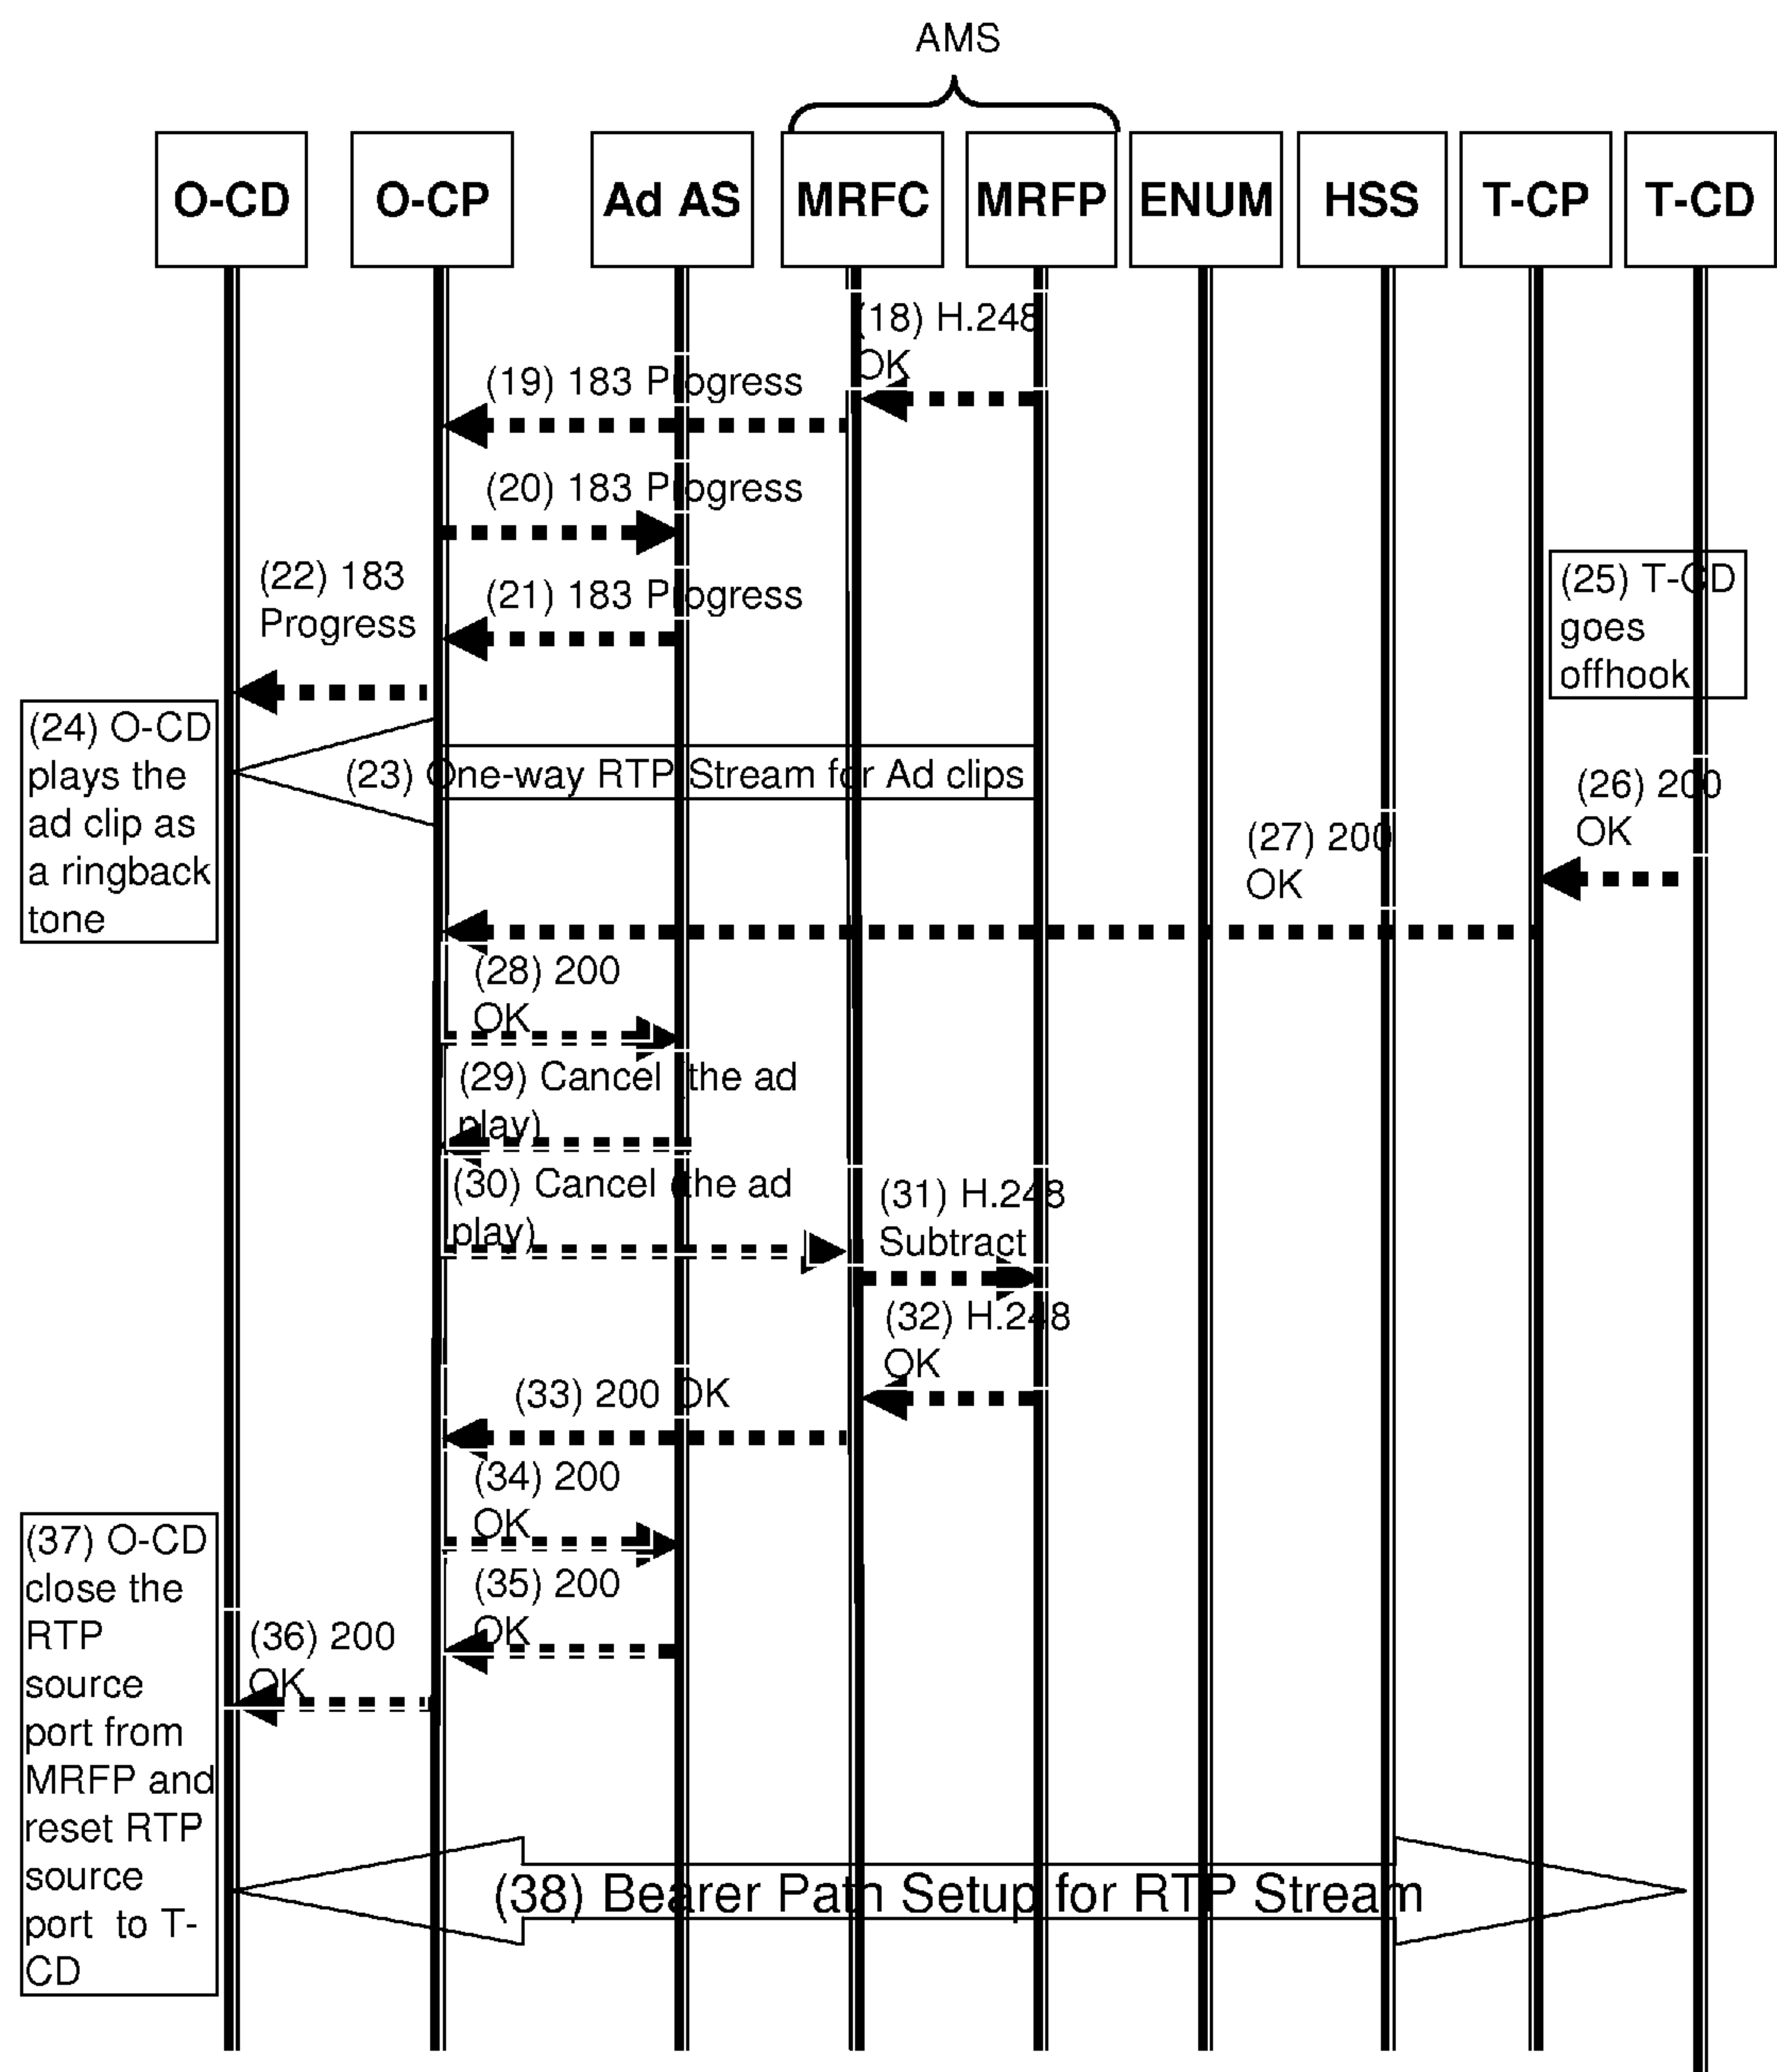 AMS
O-CD
O-CP
Ad AS
MRFC
MRFP
ENUM
HSS
T-CP
T-CD
(18) H.248
OK
(19) 183 Progress
(20) 183 Progress
(21) 183 Progress
(22) 183
Progress
(25) T-CD
goes
offhook
(24) O-CD
plays the
ad clip as
a ringback
tone
(23) One-way RTP Stream for Ad clips
(26) 200
OK
(27) 200
OK
(28) 200
OK
(29) Cancel (the ad
play)
(30) Cancel (the ad
play)
(31) H.248
Subtract
(32) H.248
OK
(33) 200 OK
(34) 200
OK
(35) 200
OK
(36) 200
OK
(37) O-CD
close the
RTP
source
port from
MRFP and
reset RTP
source
port to T-
CD
(38) Bearer Path Setup for RTP Stream